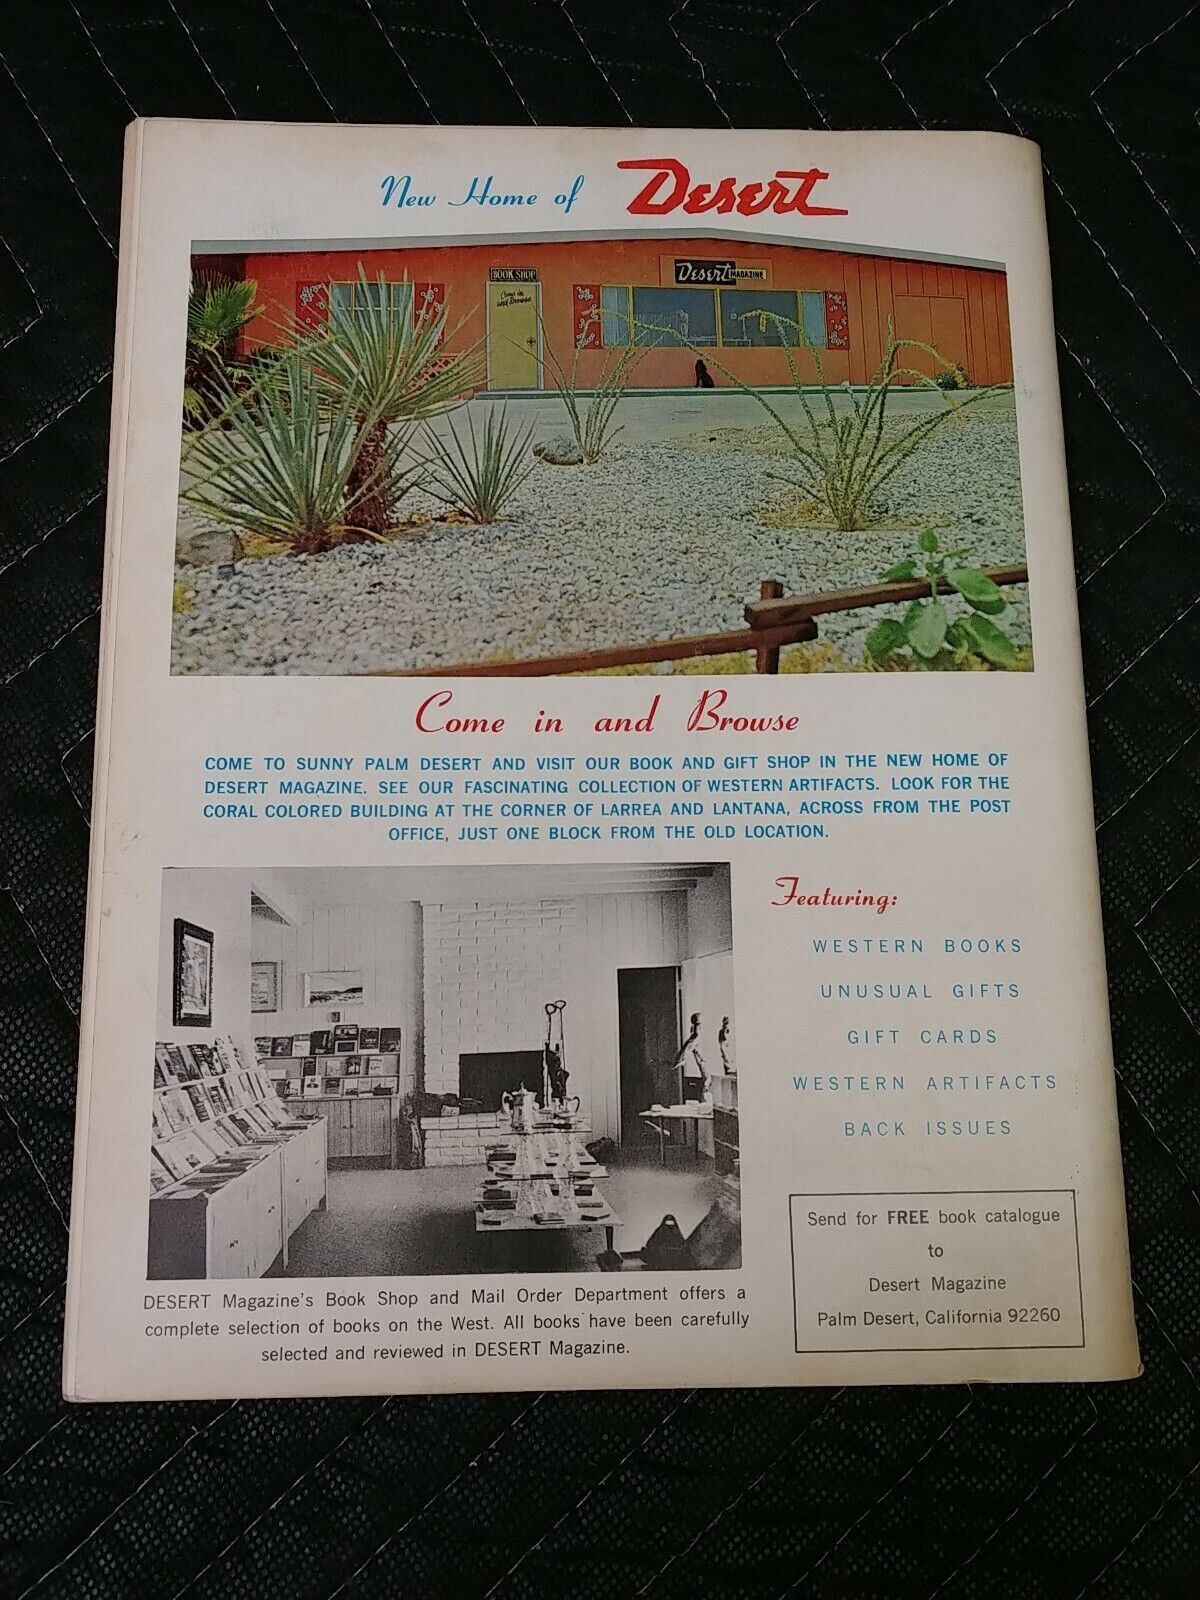 New Home of Desert
BOOK SHOP
Come in
and Browse
Desert MAGAZINE
Come in and Browse
COME TO SUNNY PALM DESERT AND VISIT OUR BOOK AND GIFT SHOP IN THE NEW HOME OF
DESERT MAGAZINE. SEE OUR FASCINATING COLLECTION OF WESTERN ARTIFACTS. LOOK FOR THE
CORAL COLORED BUILDING AT THE CORNER OF LARREA AND LANTANA, ACROSS FROM THE POST
OFFICE, JUST ONE BLOCK FROM THE OLD LOCATION.
Featuring:
WESTERN BOOKS
UNUSUAL GIFTS
GIFT CARDS
WESTERN ARTIFACTS
BACK ISSUES
DESERT Magazine's Book Shop and Mail Order Department offers a
complete selection of books on the West. All books have been carefully
selected and reviewed in DESERT Magazine.
Send for FREE book catalogue
to
Desert Magazine
Palm Desert, California 92260